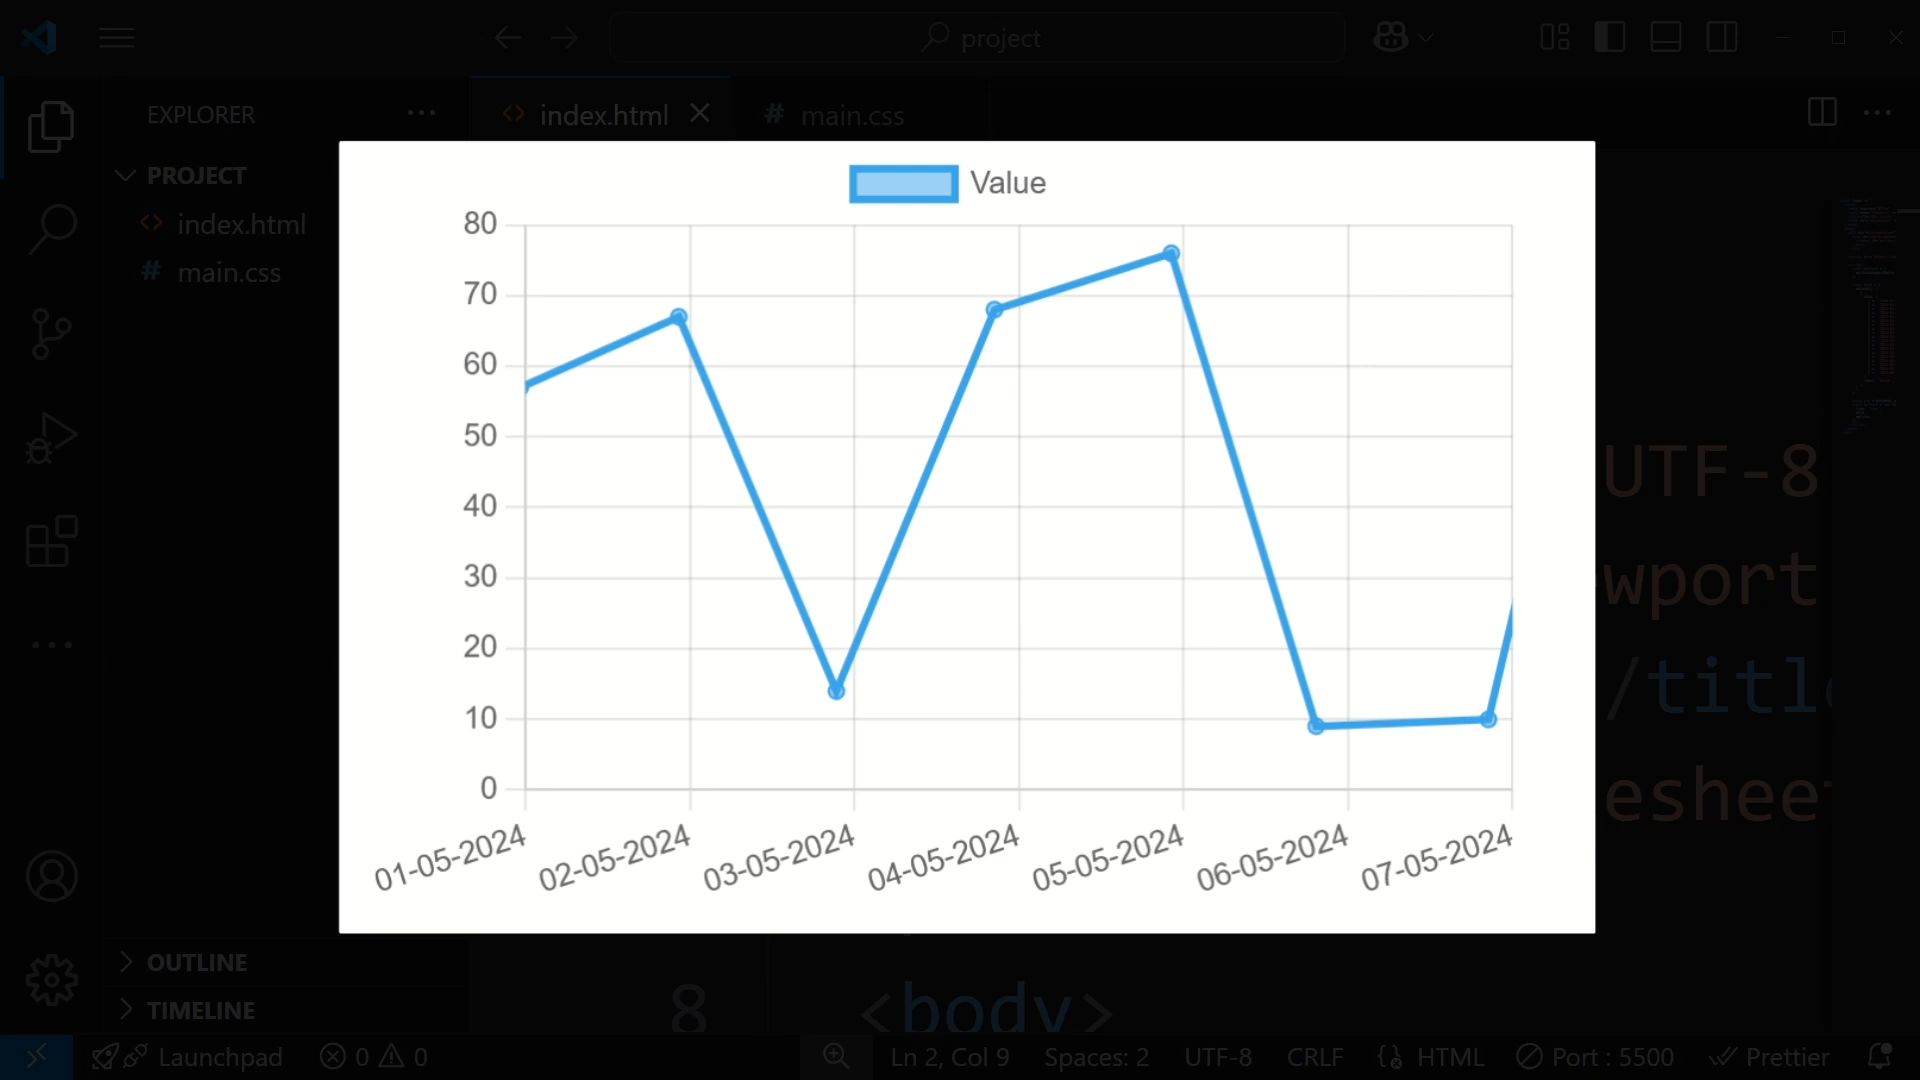 project
EXPLORER
index.html
main.css
PROJECT
index.html
main.css
Value
80
70
60
50
40
30
20
10
0
01-05-2024
02-05-2024
03-05-2024
04-05-2024
05-05-2024
06-05-2024
07-05-2024
UTF-8
wport
/title
esheet
8
<body>
OUTLINE
TIMELINE
Launchpad
0
0
Ln 2, Col 9
Spaces: 2
UTF-8
CRLF
HTML
Port : 5500
Prettier